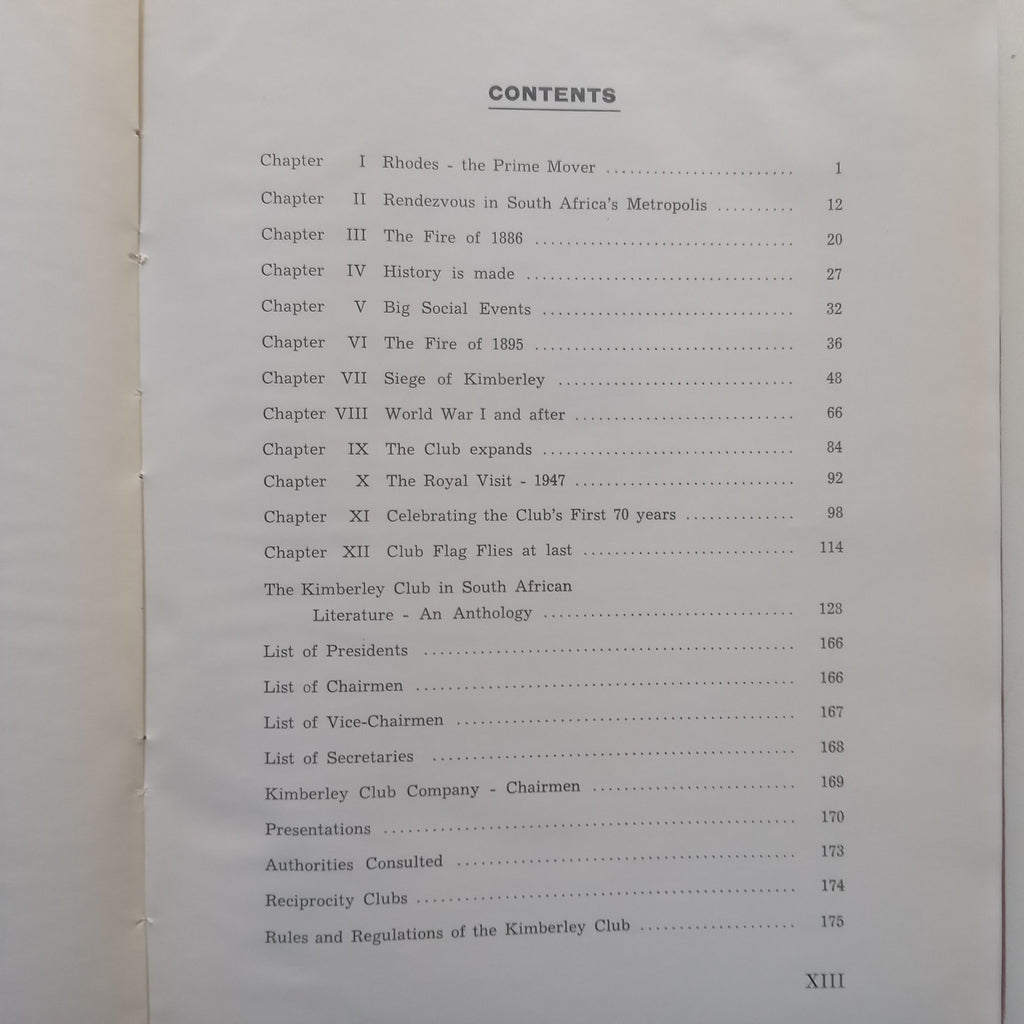 CONTENTS
Chapter I Rhodes - the Prime Mover ........................ 1
Chapter II Rendezvous in South Africa's Metropolis .......... 12
Chapter III The Fire of 1886 ................................ 20
Chapter IV History is made ................................. 27
Chapter V Big Social Events ............................... 32
Chapter VI The Fire of 1895 ................................ 36
Chapter VII Siege of Kimberley ............................. 48
Chapter VIII World War I and after ........................... 66
Chapter IX The Club expands ............................... 84
Chapter X The Royal Visit - 1947 ........................... 92
Chapter XI Celebrating the Club's First 70 years .............. 98
Chapter XII Club Flag Flies at last .......................... 114
The Kimberley Club in South African
Literature - An Anthology ............................... 128
List of Presidents .............................................. 166
List of Chairmen ............................................... 166
List of Vice-Chairmen .......................................... 167
List of Secretaries ............................................. 168
Kimberley Club Company - Chairmen ......................... 169
Presentations ................................................... 170
Authorities Consulted .......................................... 173
Reciprocity Clubs ............................................... 174
Rules and Regulations of the Kimberley Club .................... 175
XIII